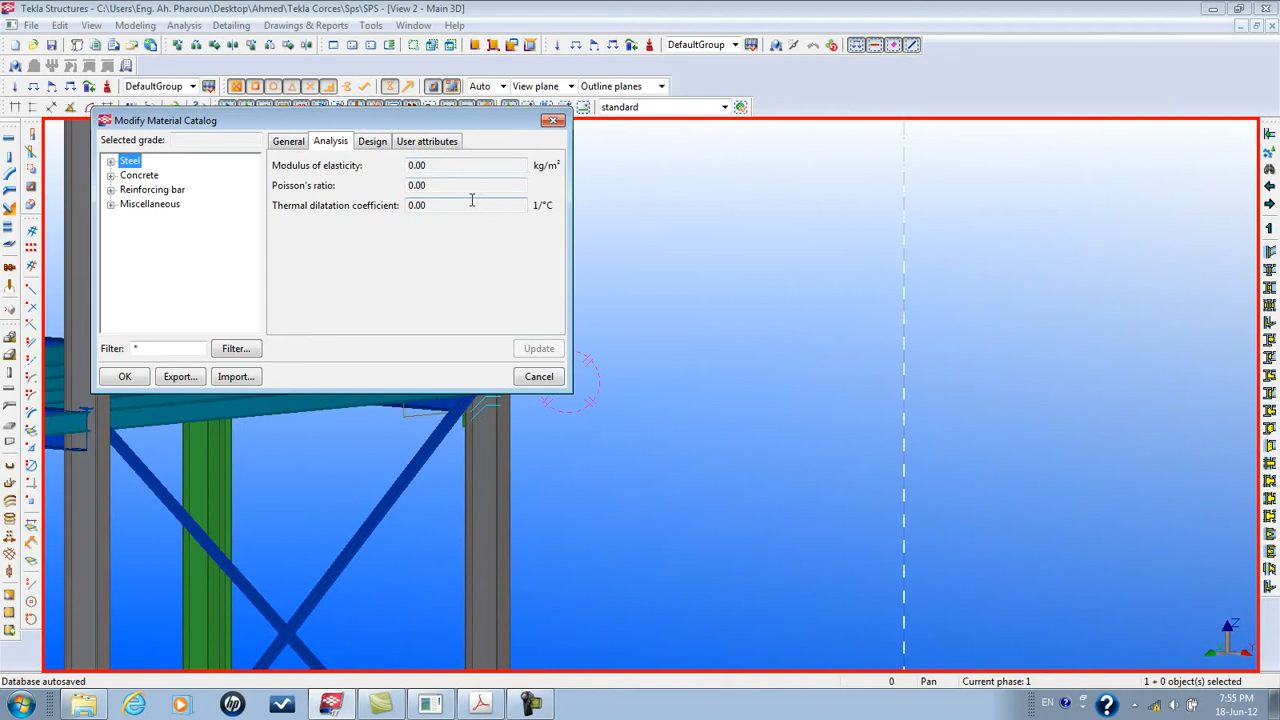 Tekla Structures - C:\Users\Eng. Ah. Pharoun\Desktop\Ahmed\Tekla Corces\Sps\SPS - [View 2 - Main 3D]
File Edit View Modeling Analysis Detailing Drawings & Reports Tools Window Help
DefaultGroup
DefaultGroup Auto View plane Outline planes
standard
Modify Material Catalog
Selected grade: General Analysis Design User attributes
Steel
Concrete
Reinforcing bar
Miscellaneous
Modulus of elasticity: 0.00 kg/m²
Poisson's ratio: 0.00
Thermal dilatation coefficient: 0.00 1/°C
Filter: * Filter... Update
OK Export... Import... Cancel
Z
Database autosaved 0 Pan Current phase: 1 1 + 0 object(s) selected
EN 7:55 PM
18-Jun-12